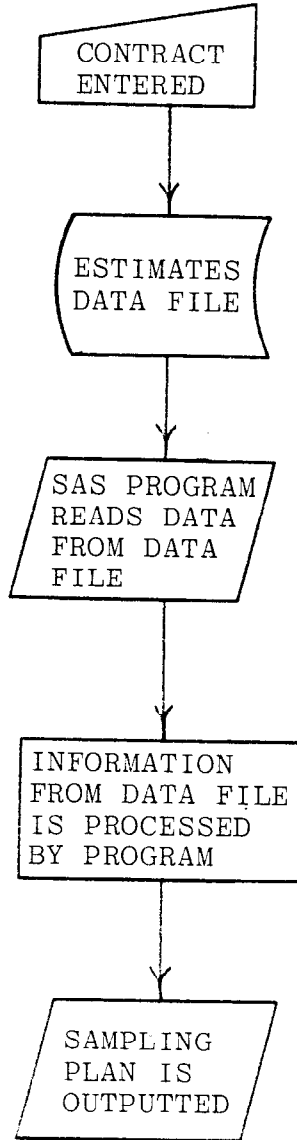 CONTRACT
ENTERED
ESTIMATES
DATA FILE
SAS PROGRAM
READS DATA
FROM DATA
FILE
INFORMATION
FROM DATA FILE
IS PROCESSED
BY PROGRAM
SAMPLING
PLAN IS
OUTPUTTED